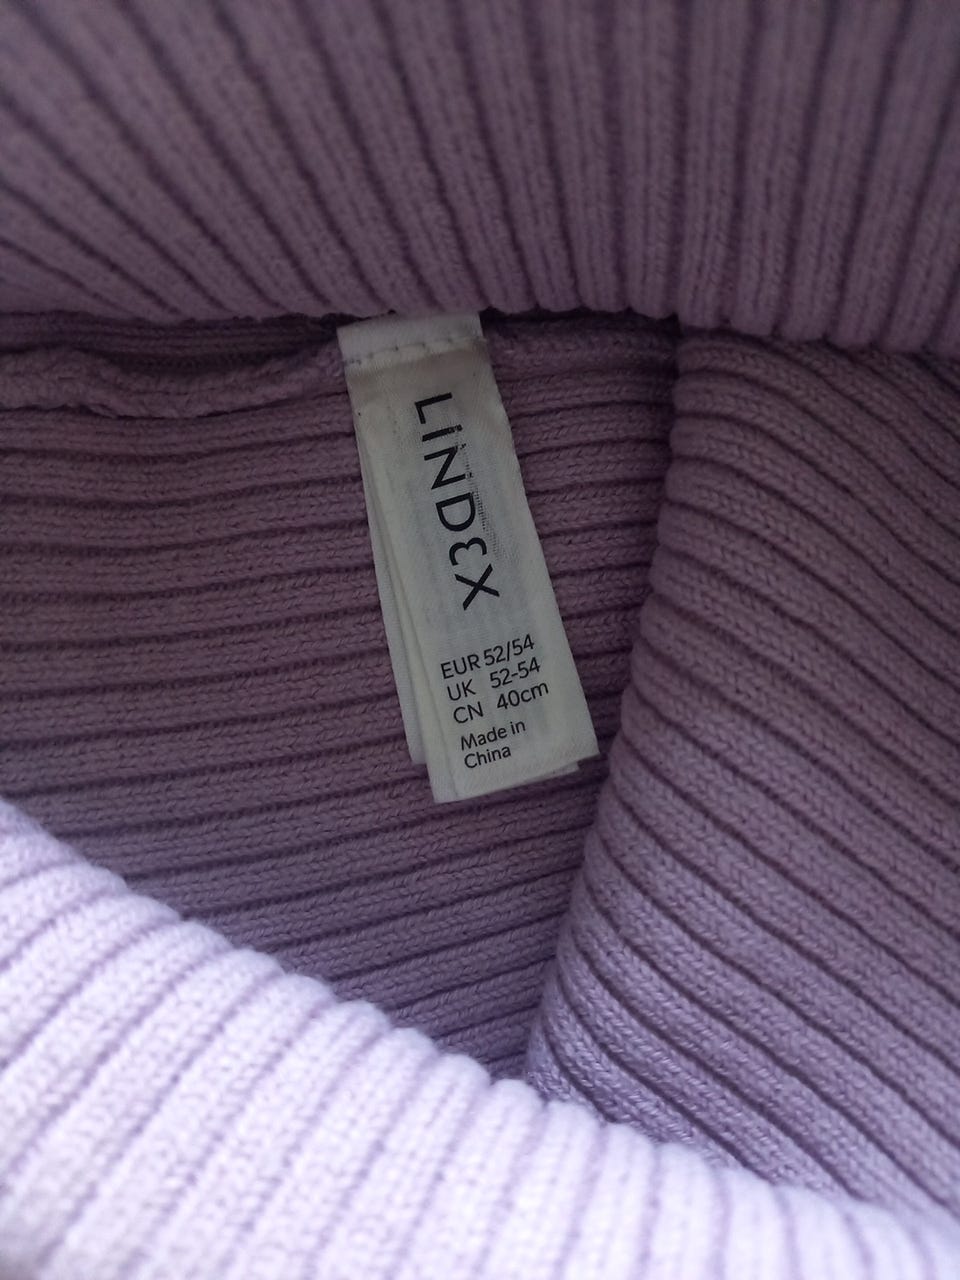 LINDEX
EUR 52/54
UK 52-54
CN 40cm
Made in
China